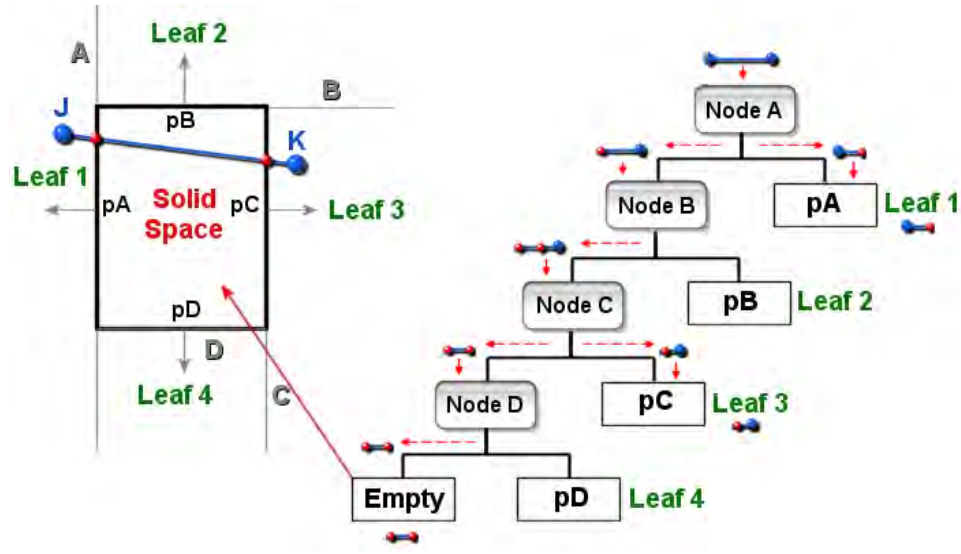 Leaf 2
A
B
J
pB
K
Leaf 1
Solid
Space
pA
pC
Leaf 3
pD
D
Leaf 4
C
Node A
Node B
pA
Leaf 1
Node C
pB
Leaf 2
Node D
pC
Leaf 3
Empty
pD
Leaf 4